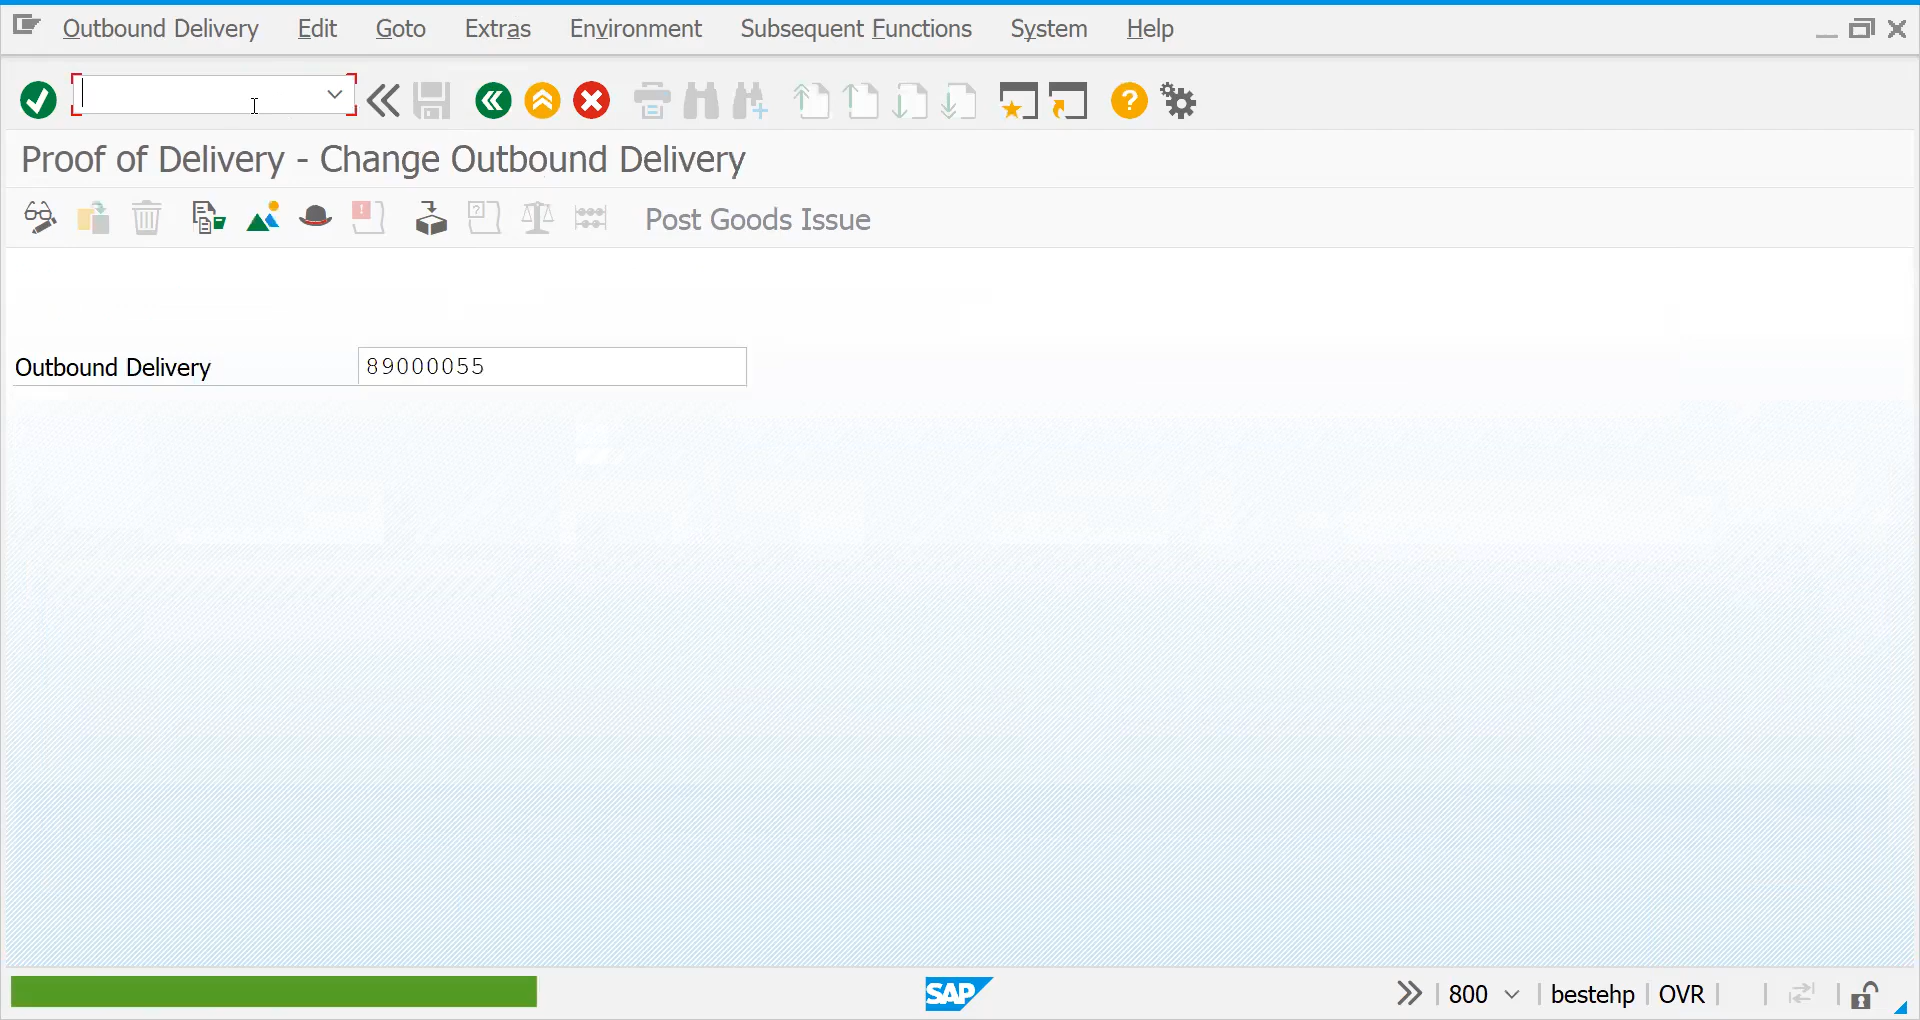 Outbound Delivery Edit Goto Extras Environment Subsequent Functions System Help
Proof of Delivery - Change Outbound Delivery
Post Goods Issue
Outbound Delivery 89000055
SAP 800 bestehp OVR